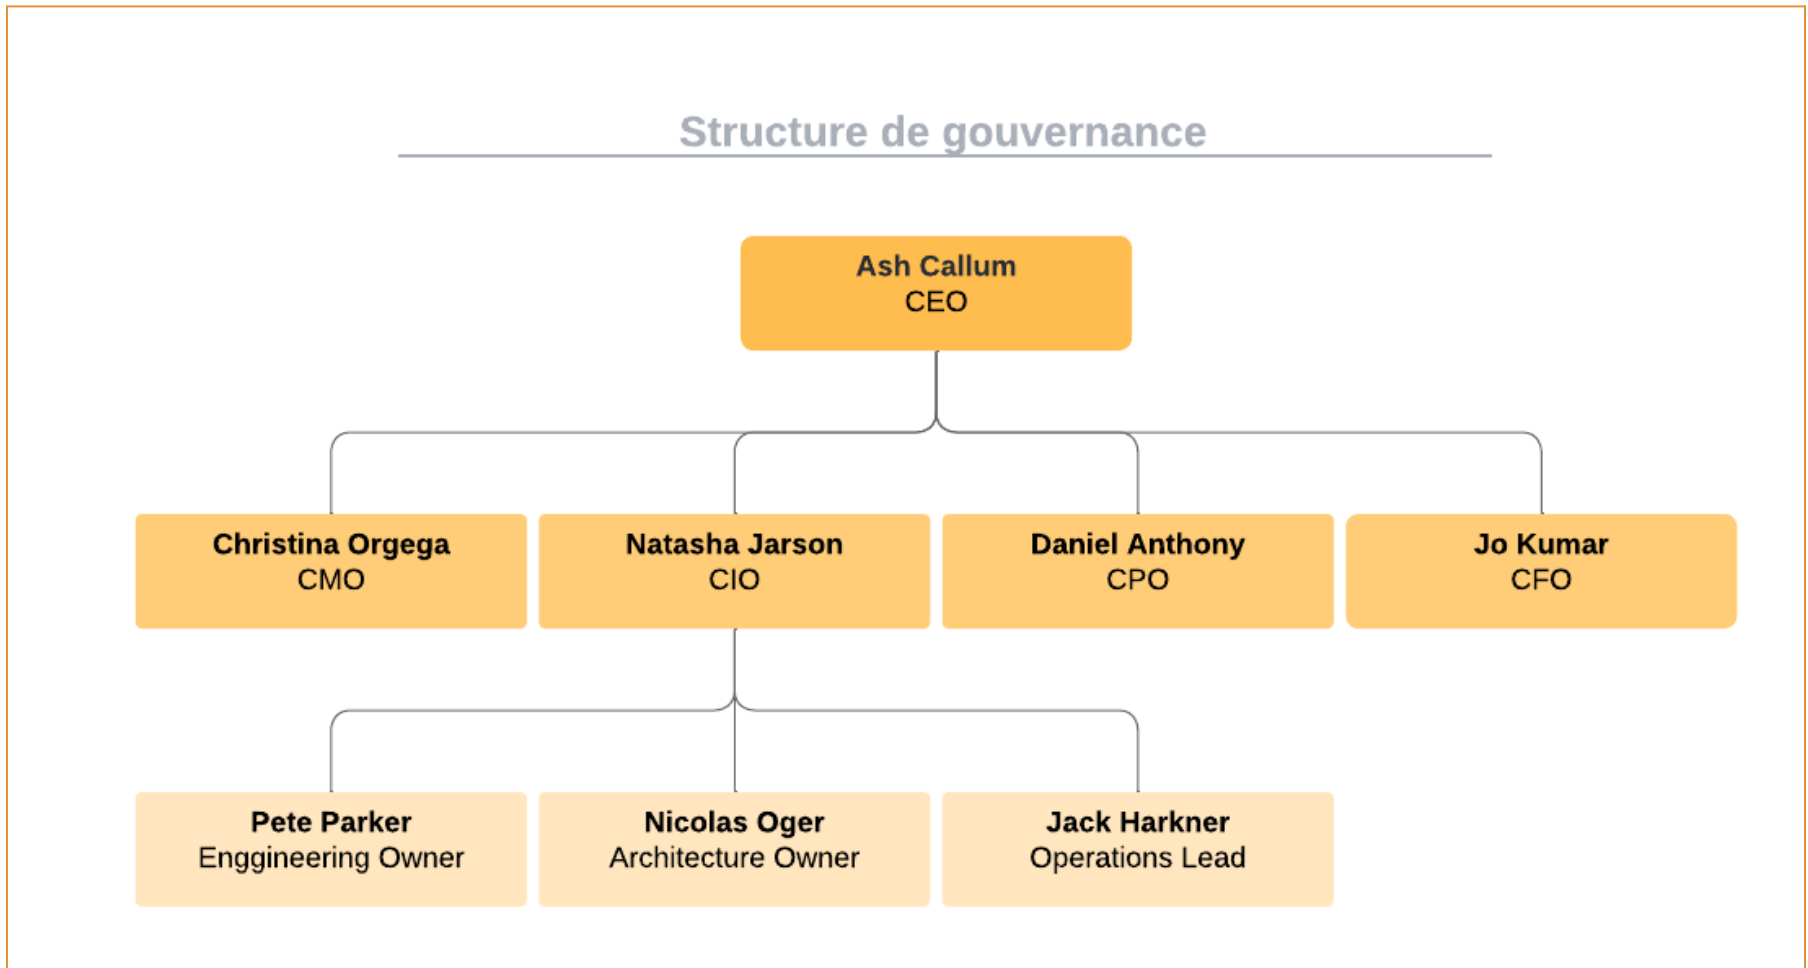 Structure de gouvernance
Ash Callum
CEO
Christina Orgega
CMO
Natasha Jarson
CIO
Daniel Anthony
CPO
Jo Kumar
CFO
Pete Parker
Enggineering Owner
Nicolas Oger
Architecture Owner
Jack Harkner
Operations Lead